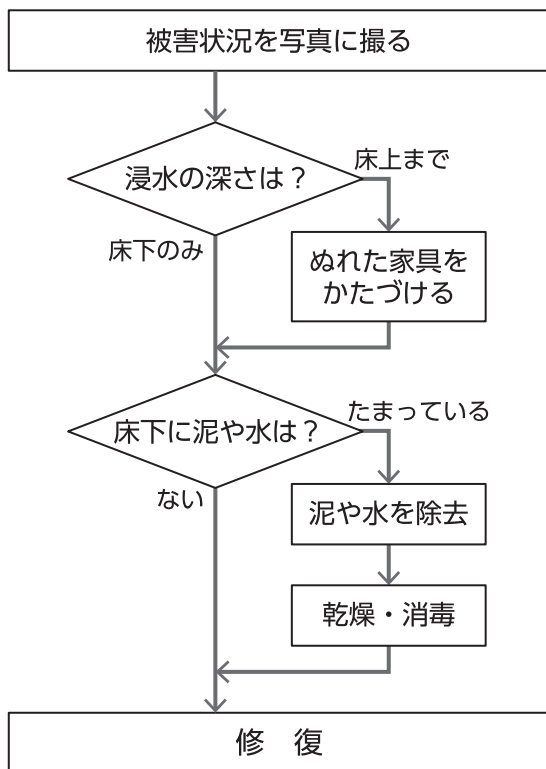 被害状況を写真に撮る
浸水の深さは？
床上まで
床下のみ
ぬれた家具を
かたづける
床下に泥や水は？
たまっている
ない
泥や水を除去
乾燥・消毒
修　復